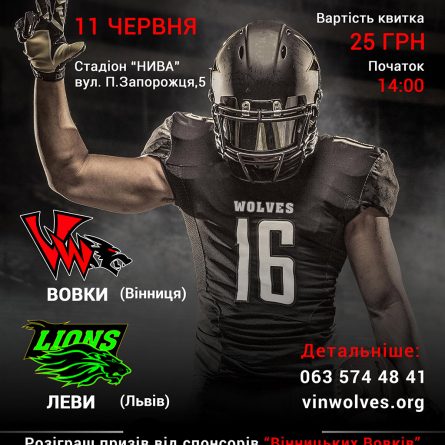 11 ЧЕРВНЯ
Стадіон "НИВА"
вул. П.Запорожця,5
Вартість квитка
25 ГРН
Початок
14:00
WOLVES
16
W
ВОВКИ (Вінниця)
LIONS
ЛЕВИ (Львів)
Детальніше:
063 574 48 41
vinwolves.org
Розіграш призів від спонсорів "Вінницьких Вовків"